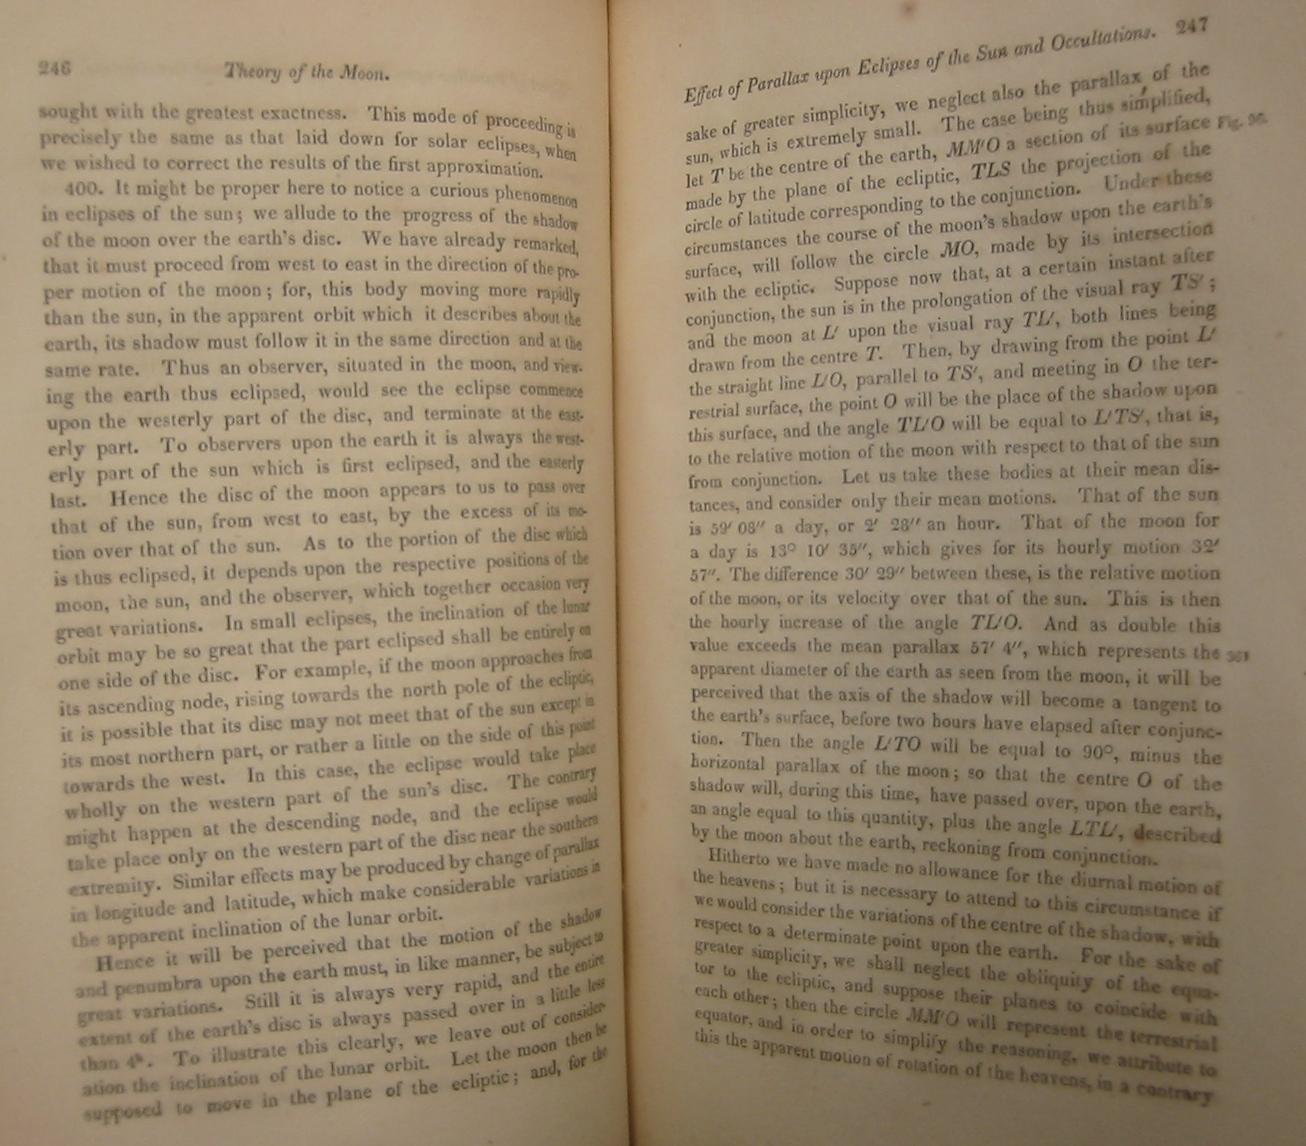 246
Theory of the Moon.
sought with the greatest exactness. This mode of proceeding is
precisely the same as that laid down for solar eclipses, when
we wished to correct the results of the first approximation.
400. It might be proper here to notice a curious phenomenon
in eclipses of the sun; we allude to the progress of the shadow
of the moon over the earth's disc. We have already remarked,
that it must proceed from west to east in the direction of the pro-
per motion of the moon; for, this body moving more rapidly
than the sun, in the apparent orbit which it describes about the
earth, its shadow must follow it in the same direction and at the
same rate. Thus an observer, situated in the moon, and view-
ing the earth thus eclipsed, would see the eclipse commence
upon the westerly part of the disc, and terminate at the east-
erly part. To observers upon the earth it is always the west-
erly part of the sun which is first eclipsed, and the easterly
last. Hence the disc of the moon appears to us to pass over
that of the sun, from west to east, by the excess of its mo-
tion over that of the sun. As to the portion of the disc which
is thus eclipsed, it depends upon the respective positions of the
moon, the sun, and the observer, which together occasion very
great variations. In small eclipses, the inclination of the lunar
orbit may be so great that the part eclipsed shall be entirely on
one side of the disc. For example, if the moon approaches from
its ascending node, rising towards the north pole of the ecliptic,
it is possible that its disc may not meet that of the sun except in
its most northern part, or rather a little on the side of this point
towards the west. In this case, the eclipse would take place
wholly on the western part of the sun's disc. The contrary
might happen at the descending node, and the eclipse would
take place only on the western part of the disc near the southern
extremity. Similar effects may be produced by change of parallax
in longitude and latitude, which make considerable variations in
the apparent inclination of the lunar orbit.
Hence it will be perceived that the motion of the shadow
and penumbra upon the earth must, in like manner, be subject to
great variations. Still it is always very rapid, and the entire
extent of the earth's disc is always passed over in a little less
than 4h. To illustrate this clearly, we leave out of consider-
ation the inclination of the lunar orbit. Let the moon then be
supposed to move in the plane of the ecliptic; and, for the
Effect of Parallax upon Eclipses of the Sun and Occultations. 247
sake of greater simplicity, we neglect also the parallax of the
sun, which is extremely small. The case being thus simplified,
let T be the centre of the earth, MM'O a section of its surface Fig.
made by the plane of the ecliptic, TLS the projection of the
circle of latitude corresponding to the conjunction. Under these
circumstances the course of the moon's shadow upon the earth's
surface, will follow the circle MO, made by its intersection
with the ecliptic. Suppose now that, at a certain instant after
conjunction, the sun is in the prolongation of the visual ray TS';
and the moon at L' upon the visual ray TL', both lines being
drawn from the centre T. Then, by drawing from the point L'
the straight line L'O, parallel to TS', and meeting in O the ter-
restrial surface, the point O will be the place of the shadow upon
this surface, and the angle TL'O will be equal to L'TS', that is,
to the relative motion of the moon with respect to that of the sun
from conjunction. Let us take these bodies at their mean dis-
tances, and consider only their mean motions. That of the sun
is 59' 08" a day, or 2' 28" an hour. That of the moon for
a day is 13° 10' 35", which gives for its hourly motion 32'
57". The difference 30' 29" between these, is the relative motion
of the moon, or its velocity over that of the sun. This is then
the hourly increase of the angle TL'O. And as double this
value exceeds the mean parallax 57' 4", which represents the 361
apparent diameter of the earth as seen from the moon, it will be
perceived that the axis of the shadow will become a tangent to
the earth's surface, before two hours have elapsed after conjunc-
tion. Then the angle L'TO will be equal to 90°, minus the
horizontal parallax of the moon; so that the centre O of the
shadow will, during this time, have passed over, upon the earth,
an angle equal to this quantity, plus the angle LTL', described
by the moon about the earth, reckoning from conjunction.
Hitherto we have made no allowance for the diurnal motion of
the heavens; but it is necessary to attend to this circumstance if
we would consider the variations of the centre of the shadow, with
respect to a determinate point upon the earth. For the sake of
greater simplicity, we shall neglect the obliquity of the equa-
tor to the ecliptic, and suppose their planes to coincide with
each other; then the circle MM'O will represent the terrestrial
equator, and in order to simplify the reasoning, we attribute to
this the apparent motion of rotation of the heavens, in a contrary